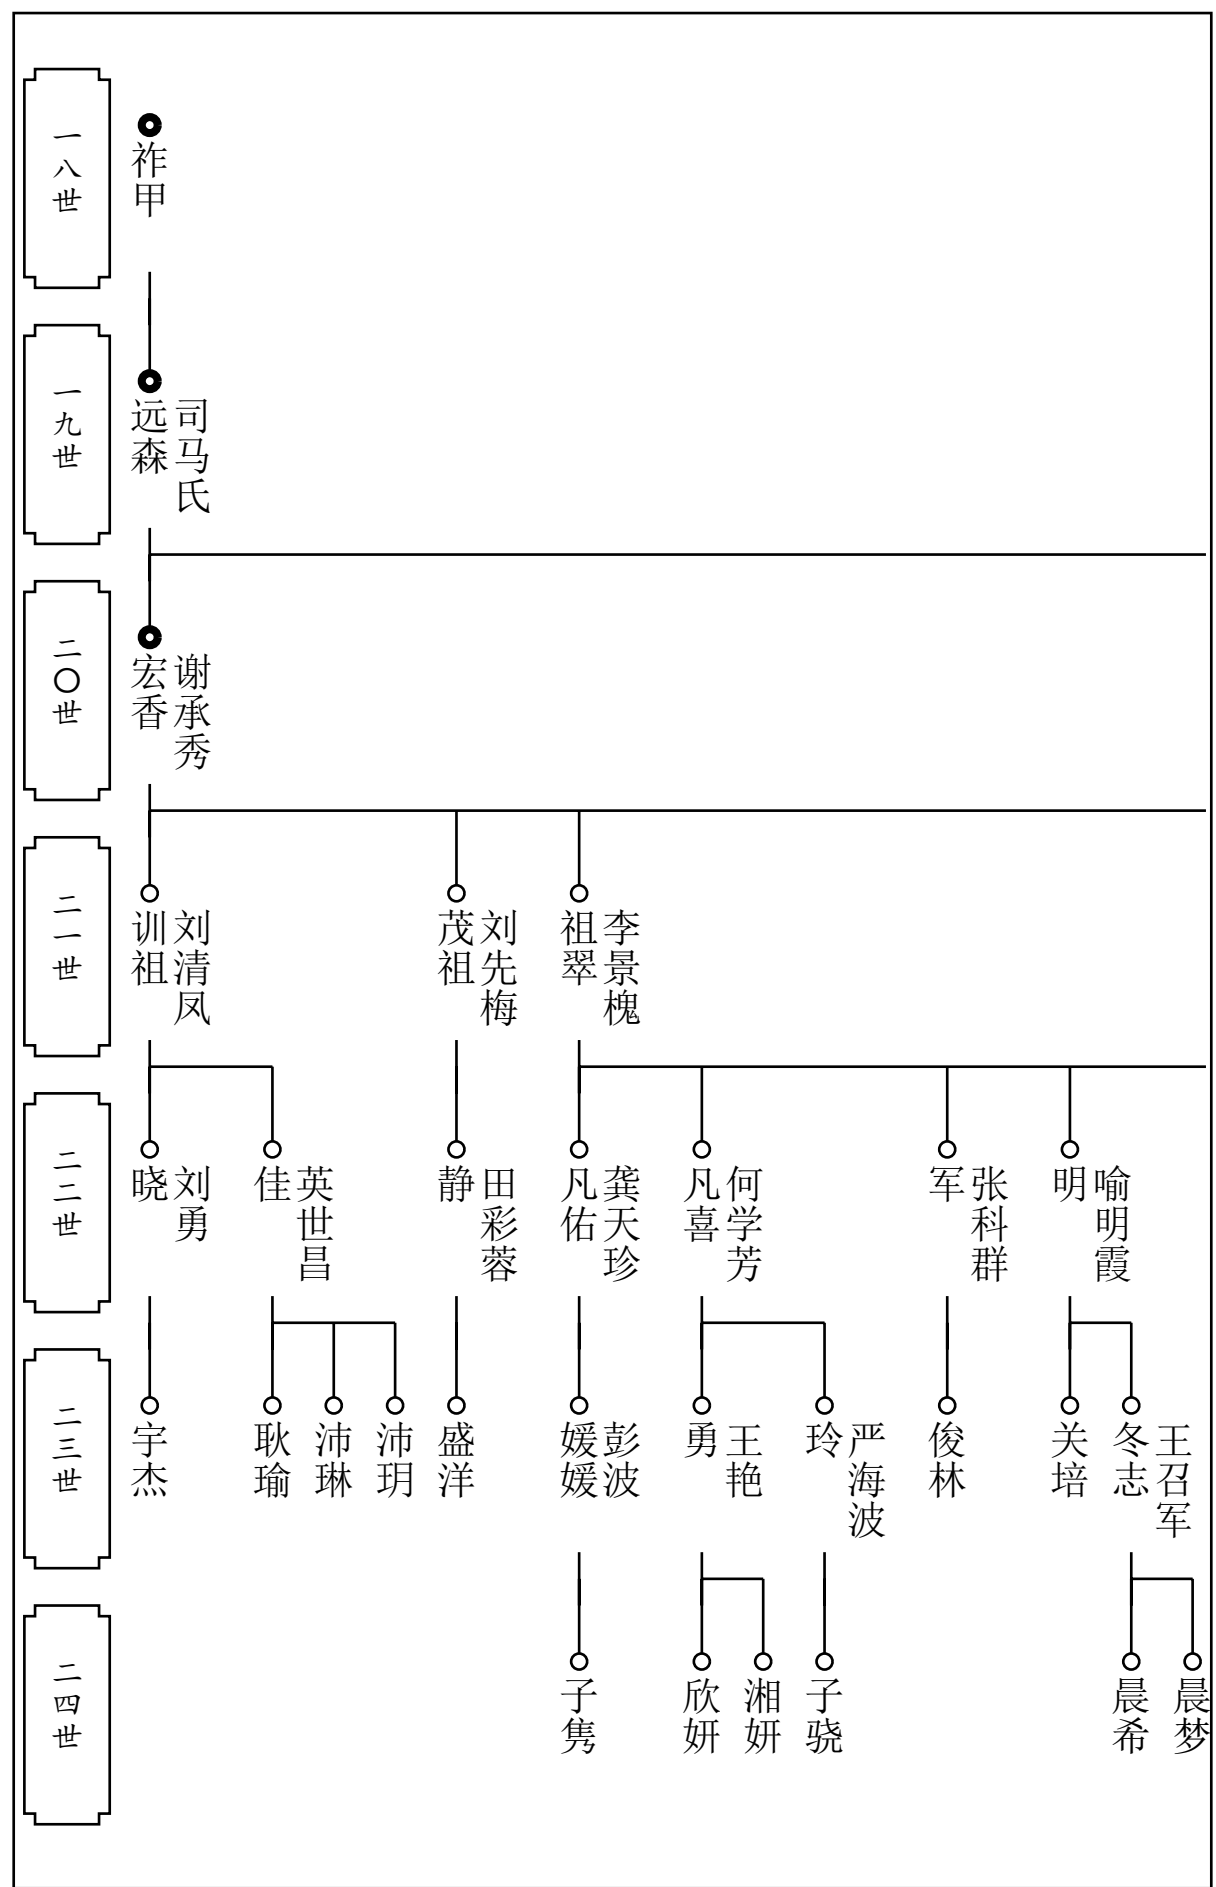 一八世
祚甲
一九世
远森
司马氏
二〇世
宏香
谢承秀
二一世
训祖
刘清凤
茂祖
刘先梅
祖翠
李景槐
二二世
晓
刘勇
佳
英世昌
静
田彩蓉
凡佑
龚天珍
凡喜
何学芳
军
张科群
明
喻明霞
二三世
宇杰
耿瑜
沛琳
沛玥
盛洋
媛媛
彭波
勇
王艳
玲
严海波
俊林
关培
冬志
王召军
二四世
子隽
欣妍
湘妍
子骁
晨希
晨梦